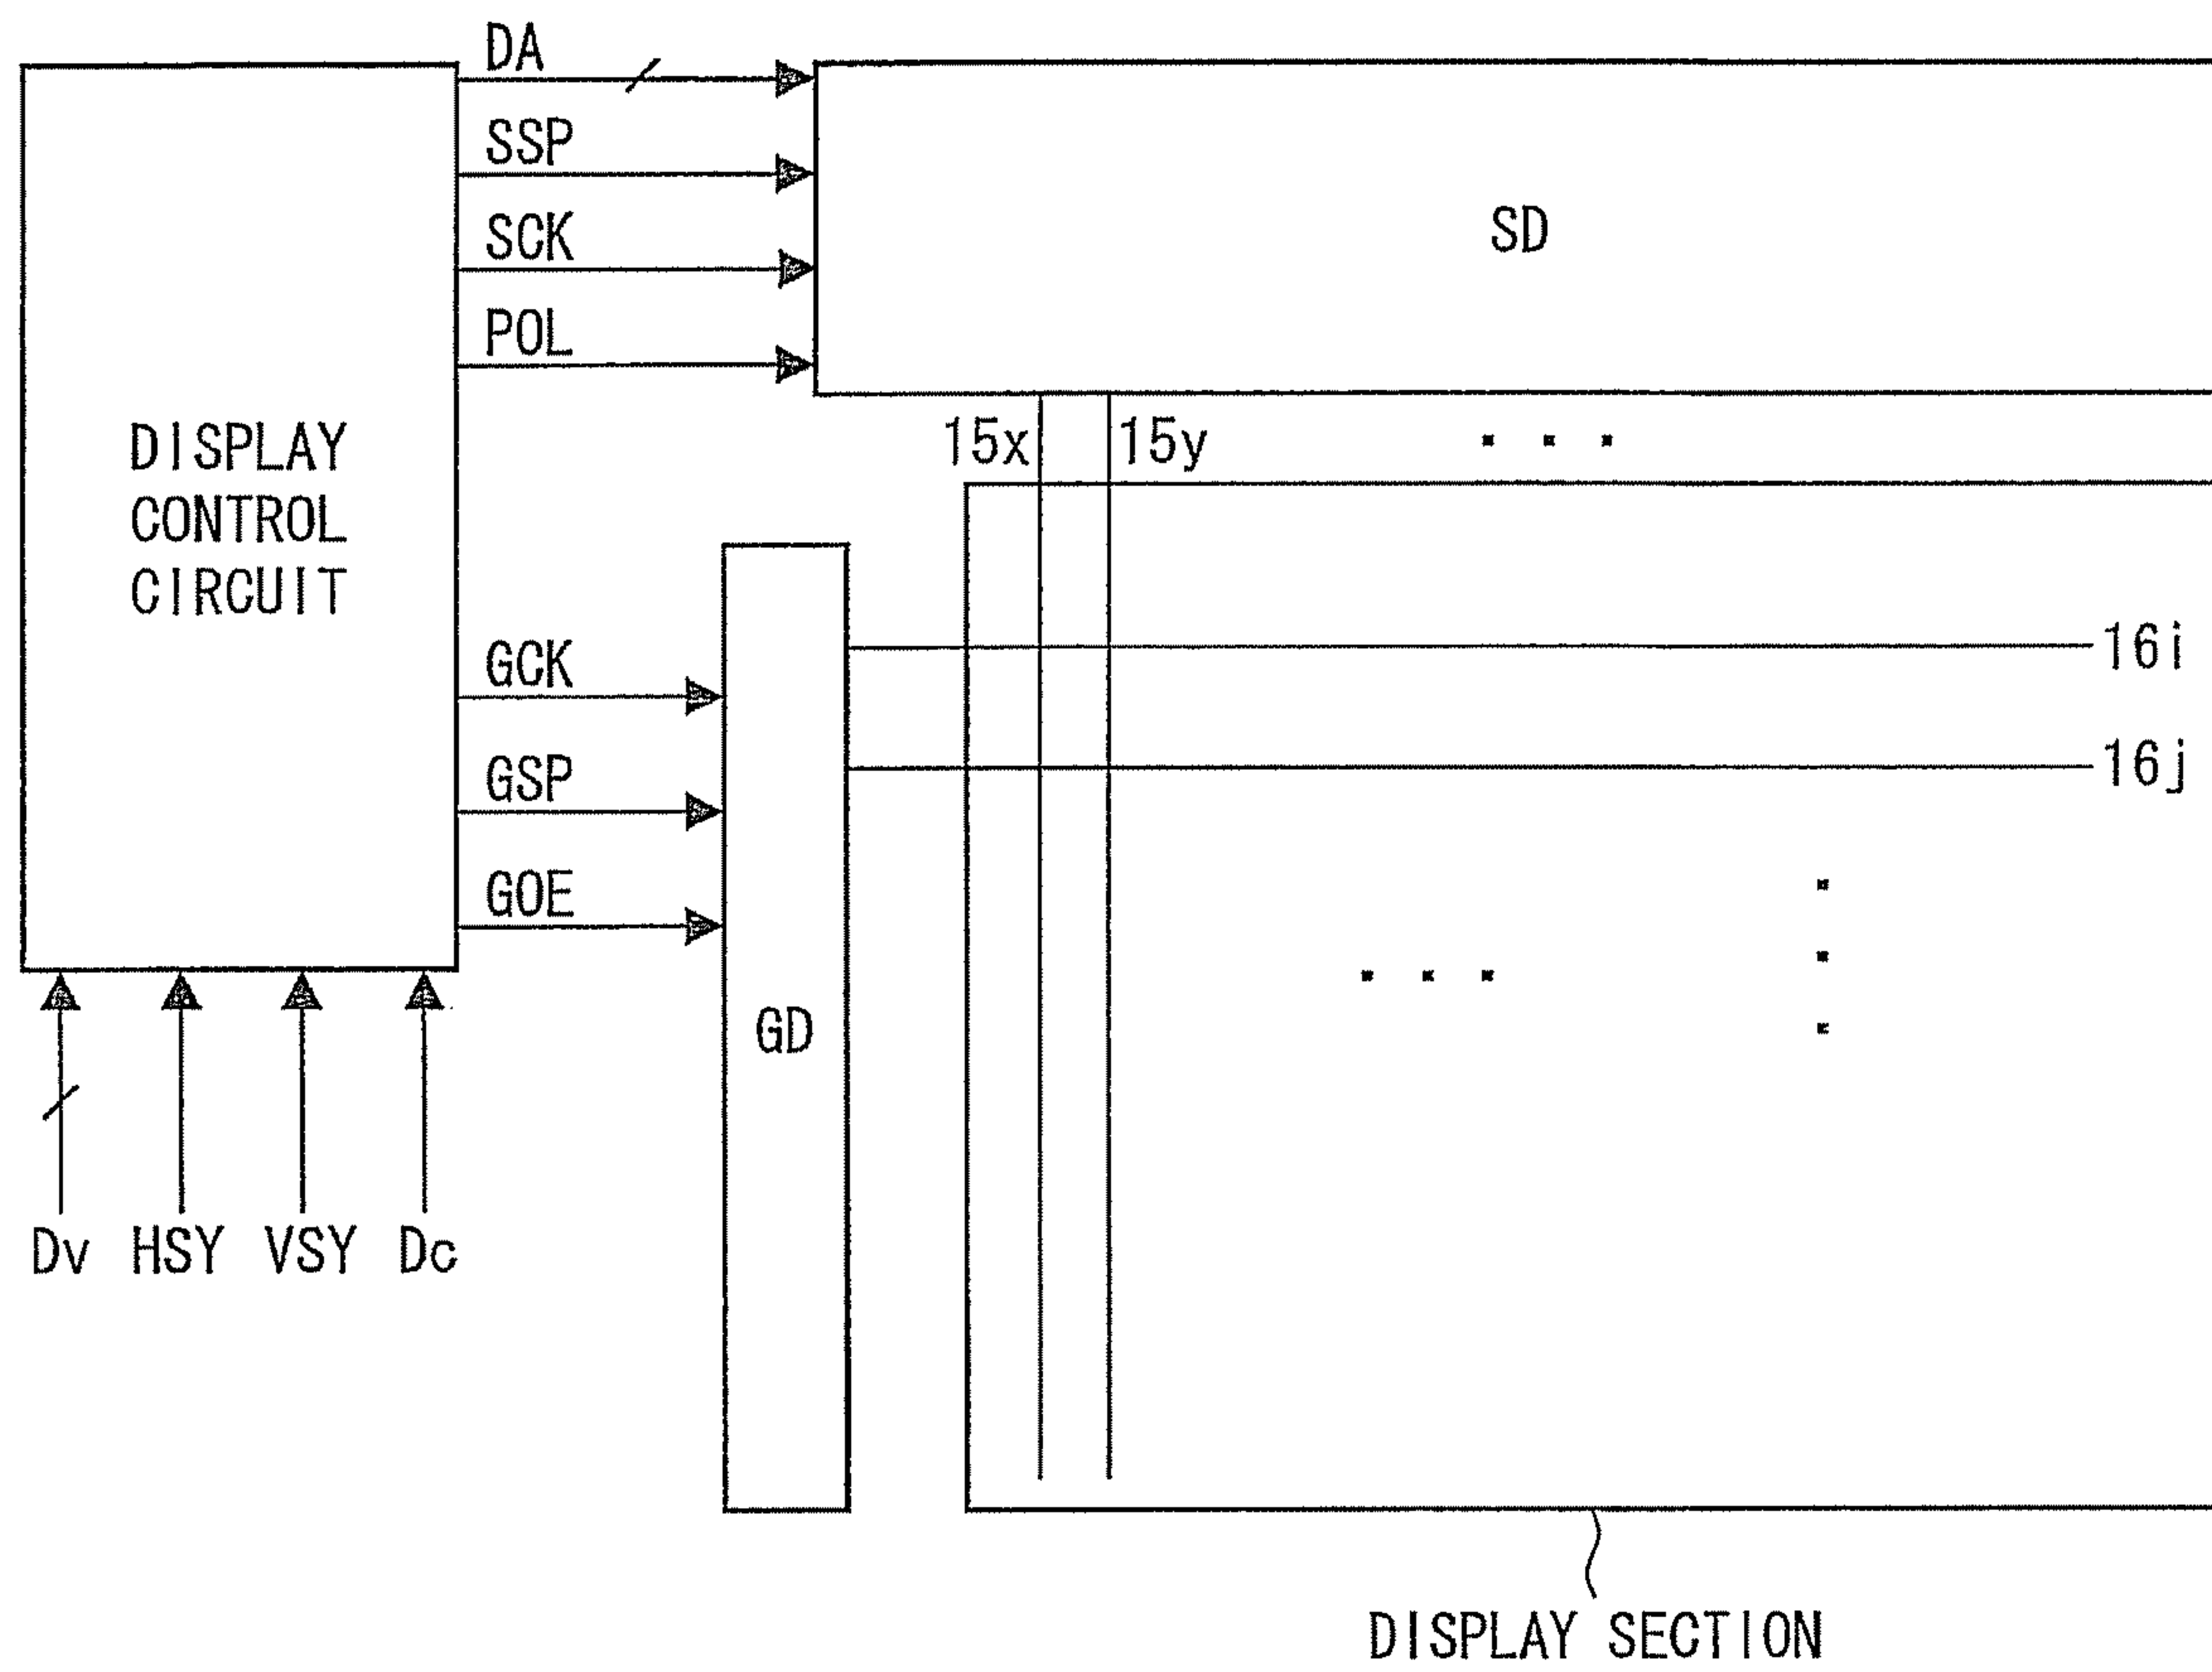 DA
SSP
SCK
POL
SD
DISPLAY
CONTROL
CIRCUIT
15x
15y
GCK
GSP
GOE
16i
16j
GD
Dv
HSY
VSY
Dc
DISPLAY SECTION